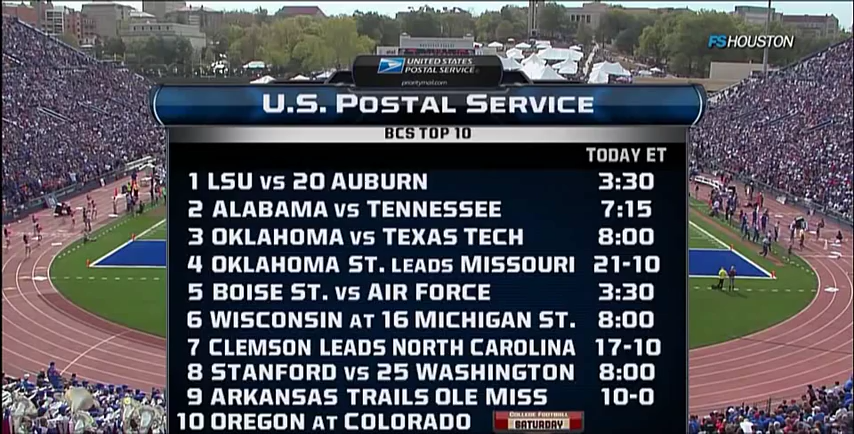 FSHOUSTON
UNITED STATES
POSTAL SERVICE
prioritymail.com
U.S. POSTAL SERVICE
BCS TOP 10
TODAY ET
1 LSU VS 20 AUBURN 3:30
2 ALABAMA VS TENNESSEE 7:15
3 OKLAHOMA VS TEXAS TECH 8:00
4 OKLAHOMA ST. LEADS MISSOURI 21-10
5 BOISE ST. VS AIR FORCE 3:30
6 WISCONSIN AT 16 MICHIGAN ST. 8:00
7 CLEMSON LEADS NORTH CAROLINA 17-10
8 STANFORD VS 25 WASHINGTON 8:00
9 ARKANSAS TRAILS OLE MISS 10-0
10 OREGON AT COLORADO
COLLEGE FOOTBALL
SATURDAY